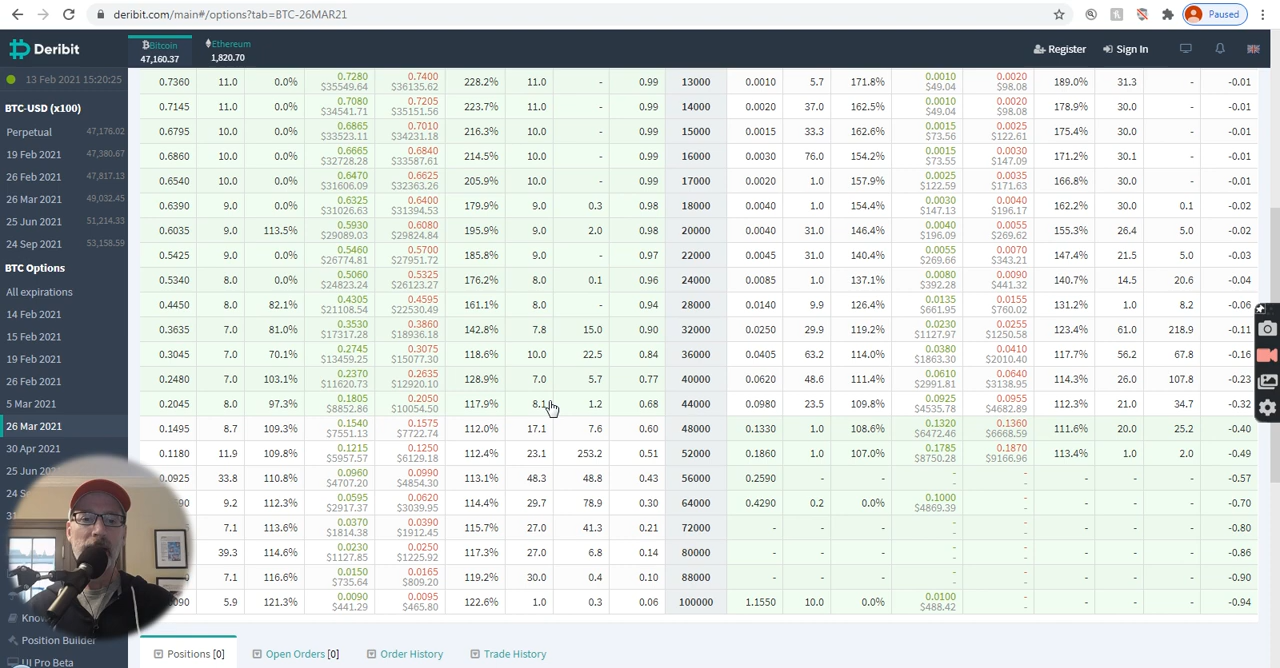 deribit.com/main#/options?tab=BTC-26MAR21
Paused
Deribit
Bitcoin
47,160.37
Ethereum
1,820.70
Register
Sign In
13 Feb 2021 15:20:25
BTC-USD (x100)
Perpetual 47,176.02
19 Feb 2021 47,380.67
26 Feb 2021 47,817.13
26 Mar 2021 49,032.45
25 Jun 2021 51,214.33
24 Sep 2021 53,158.59
BTC Options
All expirations
14 Feb 2021
15 Feb 2021
19 Feb 2021
26 Feb 2021
5 Mar 2021
26 Mar 2021
30 Apr 2021
25 Jun
24 S
31
Kno
Position Builder
UI Pro Beta
0.7360 11.0 0.0% 0.7280 0.7400 228.2% 11.0 - 0.99 13000 0.0010 5.7 171.8% 0.0010 0.0020 189.0% 31.3 - -0.01
$35549.64 $36135.62 $49.04 $98.08
0.7145 11.0 0.0% 0.7080 0.7205 223.7% 11.0 - 0.99 14000 0.0020 37.0 162.5% 0.0010 0.0020 178.9% 30.0 - -0.01
$34541.71 $35151.56 $49.04 $98.08
0.6795 10.0 0.0% 0.6865 0.7010 216.3% 10.0 - 0.99 15000 0.0015 33.3 162.6% 0.0015 0.0025 175.4% 30.0 - -0.01
$33523.11 $34231.18 $73.56 $122.61
0.6860 10.0 0.0% 0.6665 0.6840 214.5% 10.0 - 0.99 16000 0.0030 76.0 154.2% 0.0015 0.0030 171.2% 30.1 - -0.01
$32728.28 $33587.61 $73.55 $147.09
0.6540 10.0 0.0% 0.6470 0.6625 205.9% 10.0 - 0.99 17000 0.0020 1.0 157.9% 0.0025 0.0035 166.8% 30.0 - -0.01
$31606.09 $32363.26 $122.59 $171.63
0.6390 9.0 0.0% 0.6325 0.6400 179.9% 9.0 0.3 0.98 18000 0.0040 1.0 154.4% 0.0030 0.0040 162.2% 30.0 0.1 -0.02
$31026.63 $31394.53 $147.13 $196.17
0.6035 9.0 113.5% 0.5930 0.6080 195.9% 9.0 2.0 0.98 20000 0.0040 31.0 146.4% 0.0040 0.0055 155.3% 26.4 5.0 -0.02
$29089.03 $29824.84 $196.09 $269.62
0.5425 9.0 0.0% 0.5460 0.5700 185.8% 9.0 - 0.97 22000 0.0045 31.0 140.4% 0.0055 0.0070 147.4% 21.5 5.0 -0.03
$26774.81 $27951.72 $269.66 $343.21
0.5340 8.0 0.0% 0.5060 0.5325 176.2% 8.0 0.1 0.96 24000 0.0085 1.0 137.1% 0.0080 0.0090 140.7% 14.5 20.6 -0.04
$24823.24 $26123.27 $392.28 $441.32
0.4450 8.0 82.1% 0.4305 0.4595 161.1% 8.0 - 0.94 28000 0.0140 9.9 126.4% 0.0135 0.0155 131.2% 1.0 8.2 -0.06
$21108.54 $22530.49 $661.95 $760.02
0.3635 7.0 81.0% 0.3530 0.3860 142.8% 7.8 15.0 0.90 32000 0.0250 29.9 119.2% 0.0230 0.0255 123.4% 61.0 218.9 -0.11
$17317.28 $18936.18 $1127.97 $1250.58
0.3045 7.0 70.1% 0.2745 0.3075 118.6% 10.0 22.5 0.84 36000 0.0405 63.2 114.0% 0.0380 0.0410 117.7% 56.2 67.8 -0.16
$13459.25 $15077.30 $1863.30 $2010.40
0.2480 7.0 103.1% 0.2370 0.2635 128.9% 7.0 5.7 0.77 40000 0.0620 48.6 111.4% 0.0610 0.0640 114.3% 26.0 107.8 -0.23
$11620.73 $12920.10 $2991.81 $3138.95
0.2045 8.0 97.3% 0.1805 0.2050 117.9% 8.1 1.2 0.68 44000 0.0980 23.5 109.8% 0.0925 0.0955 112.3% 21.0 34.7 -0.32
$8852.86 $10054.50 $4535.78 $4682.89
0.1495 8.7 109.3% 0.1540 0.1575 112.0% 17.1 7.6 0.60 48000 0.1330 1.0 108.6% 0.1320 0.1360 111.6% 20.0 25.2 -0.40
$7551.13 $7722.74 $6472.46 $6668.59
0.1180 11.9 109.8% 0.1215 0.1250 112.4% 23.1 253.2 0.51 52000 0.1860 1.0 107.0% 0.1785 0.1870 113.4% 1.0 2.0 -0.49
$5957.57 $6129.18 $8750.28 $9166.96
0.0925 33.8 110.8% 0.0960 0.0990 113.1% 48.3 48.8 0.43 56000 0.2590 - - - -0.57
$4707.20 $4854.30 - -
9.2 112.3% 0.0595 0.0620 114.4% 29.7 78.9 0.30 64000 0.4290 0.2 0.0% 0.1000 - - - - -0.70
$2917.37 $3039.95 $4869.39 -
7.1 113.6% 0.0370 0.0390 115.7% 27.0 41.3 0.21 72000 - - - - - - - - -0.80
$1814.38 $1912.45 - -
39.3 114.6% 0.0230 0.0250 117.3% 27.0 6.8 0.14 80000 - - - - - - - - -0.86
$1127.85 $1225.92 - -
7.1 116.6% 0.0150 0.0165 119.2% 30.0 0.4 0.10 88000 - - - - - - - - -0.90
$735.64 $809.20 - -
090 5.9 121.3% 0.0090 0.0095 122.6% 1.0 0.3 0.06 100000 1.1550 10.0 0.0% 0.0100 - - - - -0.94
$441.29 $465.80 $488.42 -
Positions [0]
Open Orders [0]
Order History
Trade History